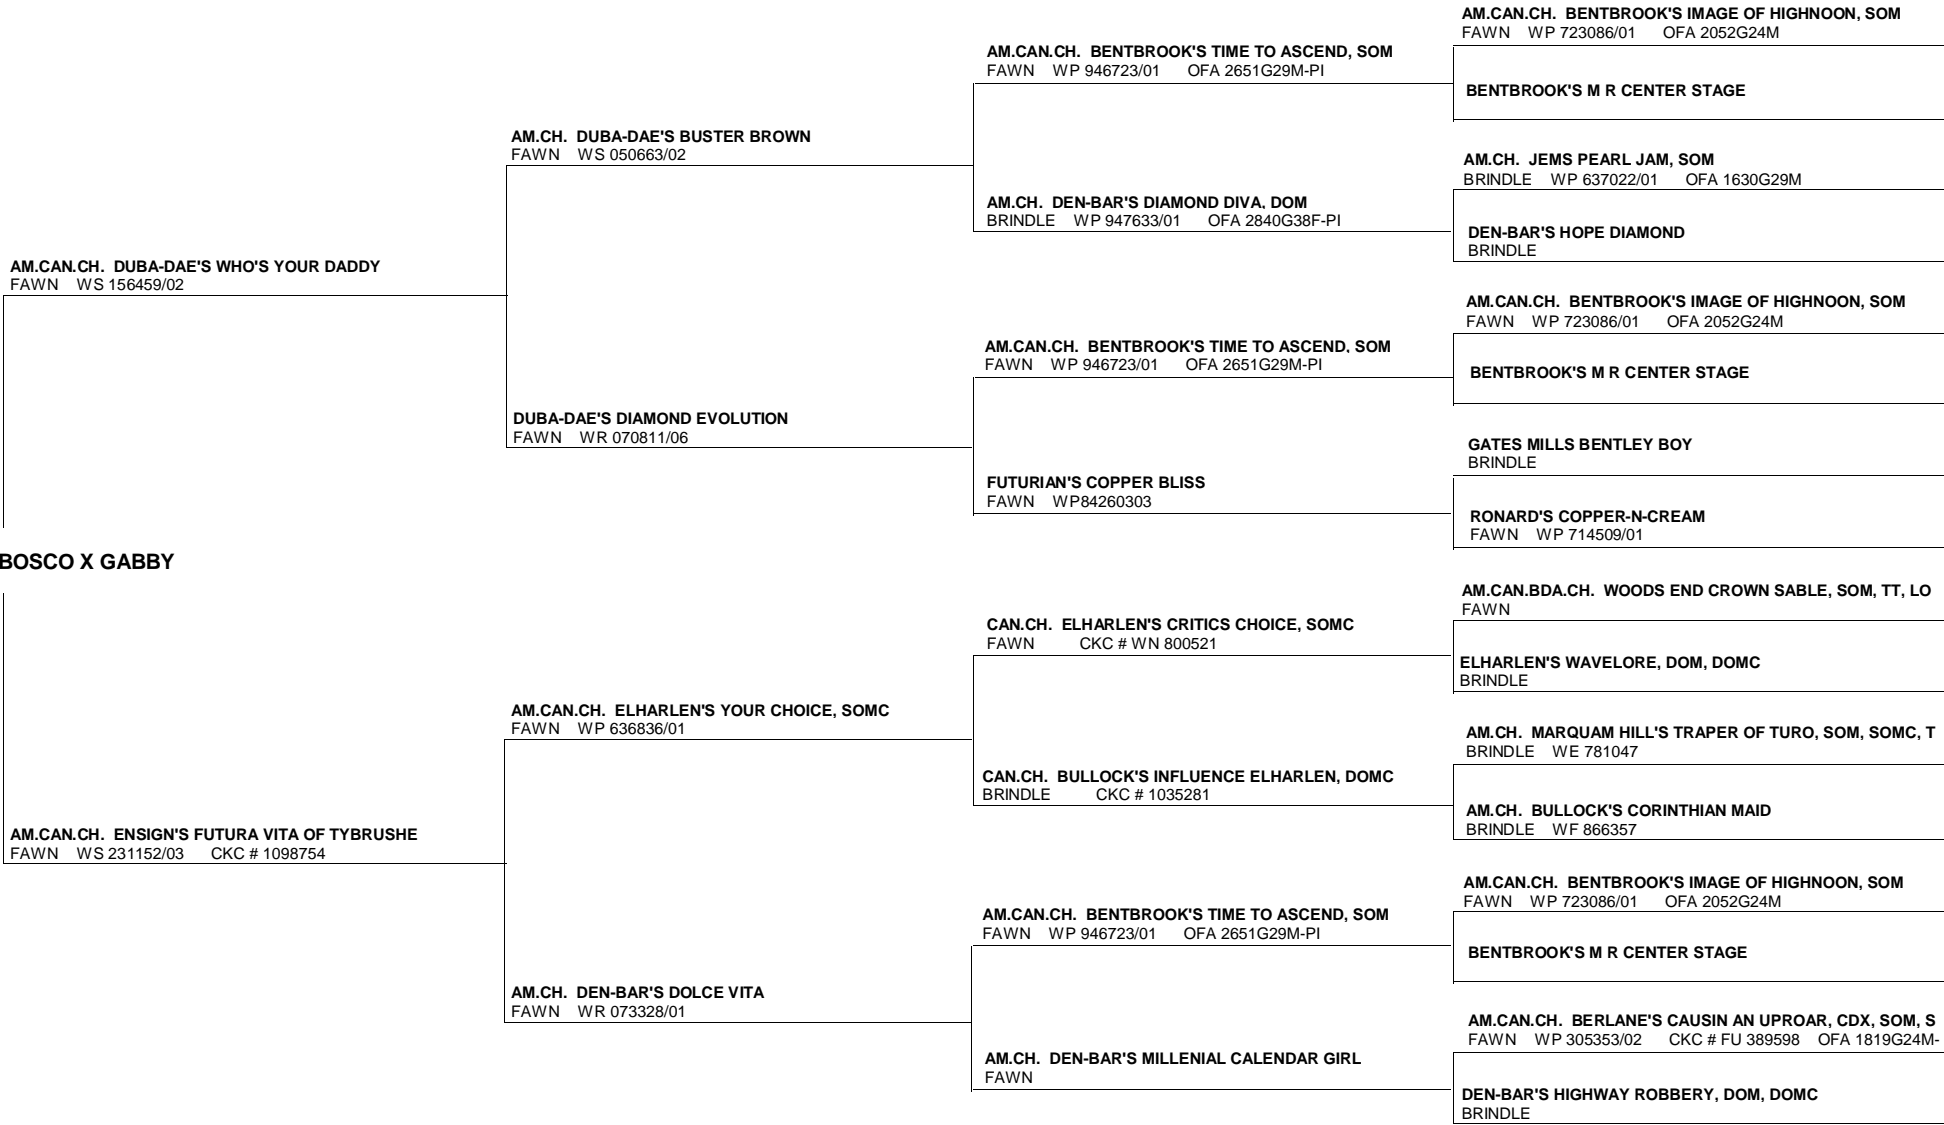 AM.CAN.CH. BENTBROOK'S IMAGE OF HIGHNOON, SOM
FAWN WP 723086/01 OFA 2052G24M
AM.CAN.CH. BENTBROOK'S TIME TO ASCEND, SOM
FAWN WP 946723/01 OFA 2651G29M-PI
BENTBROOK'S M R CENTER STAGE
AM.CH. DUBA-DAE'S BUSTER BROWN
FAWN WS 050663/02
AM.CH. JEMS PEARL JAM, SOM
BRINDLE WP 637022/01 OFA 1630G29M
AM.CH. DEN-BAR'S DIAMOND DIVA, DOM
BRINDLE WP 947633/01 OFA 2840G38F-PI
DEN-BAR'S HOPE DIAMOND
BRINDLE
AM.CAN.CH. DUBA-DAE'S WHO'S YOUR DADDY
FAWN WS 156459/02
AM.CAN.CH. BENTBROOK'S IMAGE OF HIGHNOON, SOM
FAWN WP 723086/01 OFA 2052G24M
AM.CAN.CH. BENTBROOK'S TIME TO ASCEND, SOM
FAWN WP 946723/01 OFA 2651G29M-PI
BENTBROOK'S M R CENTER STAGE
DUBA-DAE'S DIAMOND EVOLUTION
FAWN WR 070811/06
GATES MILLS BENTLEY BOY
BRINDLE
FUTURIAN'S COPPER BLISS
FAWN WP84260303
RONARD'S COPPER-N-CREAM
FAWN WP 714509/01
BOSCO X GABBY
AM.CAN.BDA.CH. WOODS END CROWN SABLE, SOM, TT, LO
FAWN
CAN.CH. ELHARLEN'S CRITICS CHOICE, SOMC
FAWN CKC # WN 800521
ELHARLEN'S WAVELORE, DOM, DOMC
BRINDLE
AM.CAN.CH. ELHARLEN'S YOUR CHOICE, SOMC
FAWN WP 636836/01
AM.CH. MARQUAM HILL'S TRAPER OF TURO, SOM, SOMC, T
BRINDLE WE 781047
CAN.CH. BULLOCK'S INFLUENCE ELHARLEN, DOMC
BRINDLE CKC # 1035281
AM.CH. BULLOCK'S CORINTHIAN MAID
BRINDLE WF 866357
AM.CAN.CH. ENSIGN'S FUTURA VITA OF TYBRUSHE
FAWN WS 231152/03 CKC # 1098754
AM.CAN.CH. BENTBROOK'S IMAGE OF HIGHNOON, SOM
FAWN WP 723086/01 OFA 2052G24M
AM.CAN.CH. BENTBROOK'S TIME TO ASCEND, SOM
FAWN WP 946723/01 OFA 2651G29M-PI
BENTBROOK'S M R CENTER STAGE
AM.CH. DEN-BAR'S DOLCE VITA
FAWN WR 073328/01
AM.CAN.CH. BERLANE'S CAUSIN AN UPROAR, CDX, SOM, S
FAWN WP 305353/02 CKC # FU 389598 OFA 1819G24M-
AM.CH. DEN-BAR'S MILLENIAL CALENDAR GIRL
FAWN
DEN-BAR'S HIGHWAY ROBBERY, DOM, DOMC
BRINDLE